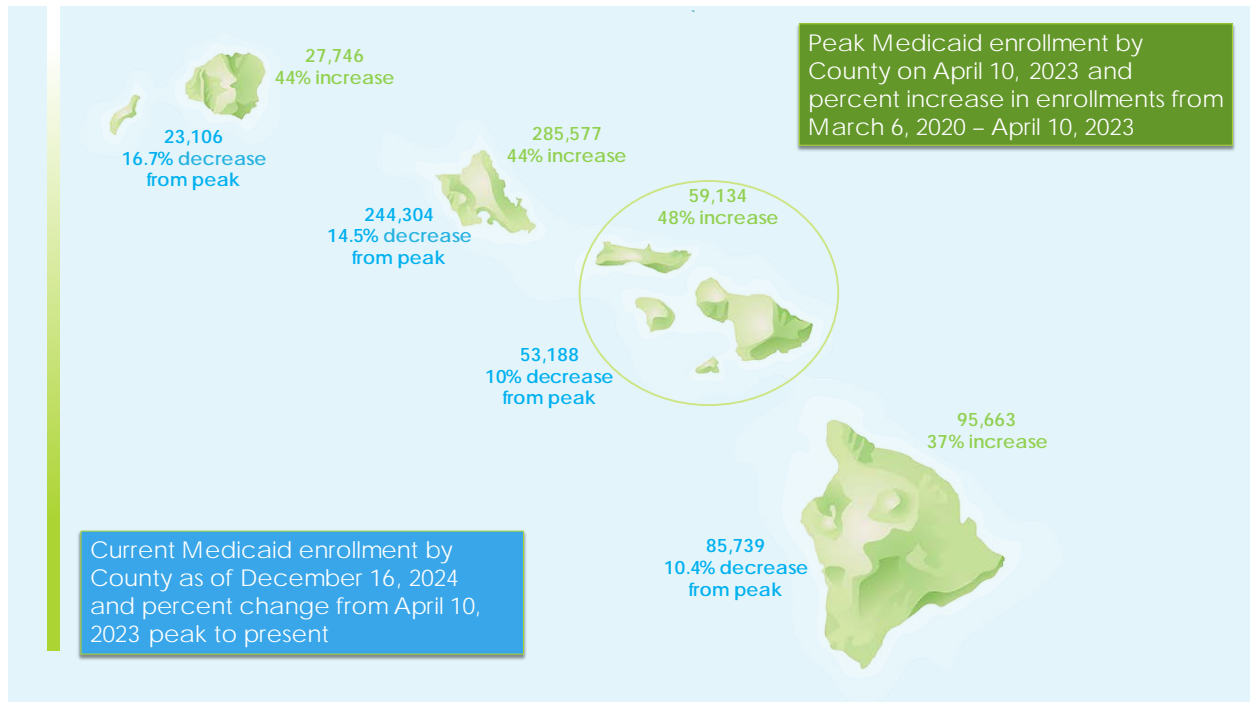 Peak Medicaid enrollment by
County on April 10, 2023 and
percent increase in enrollments from
March 6, 2020 – April 10, 2023
27,746
44% increase
23,106
16.7% decrease
from peak
285,577
44% increase
244,304
14.5% decrease
from peak
59,134
48% increase
53,188
10% decrease
from peak
95,663
37% increase
85,739
10.4% decrease
from peak
Current Medicaid enrollment by
County as of December 16, 2024
and percent change from April 10,
2023 peak to present